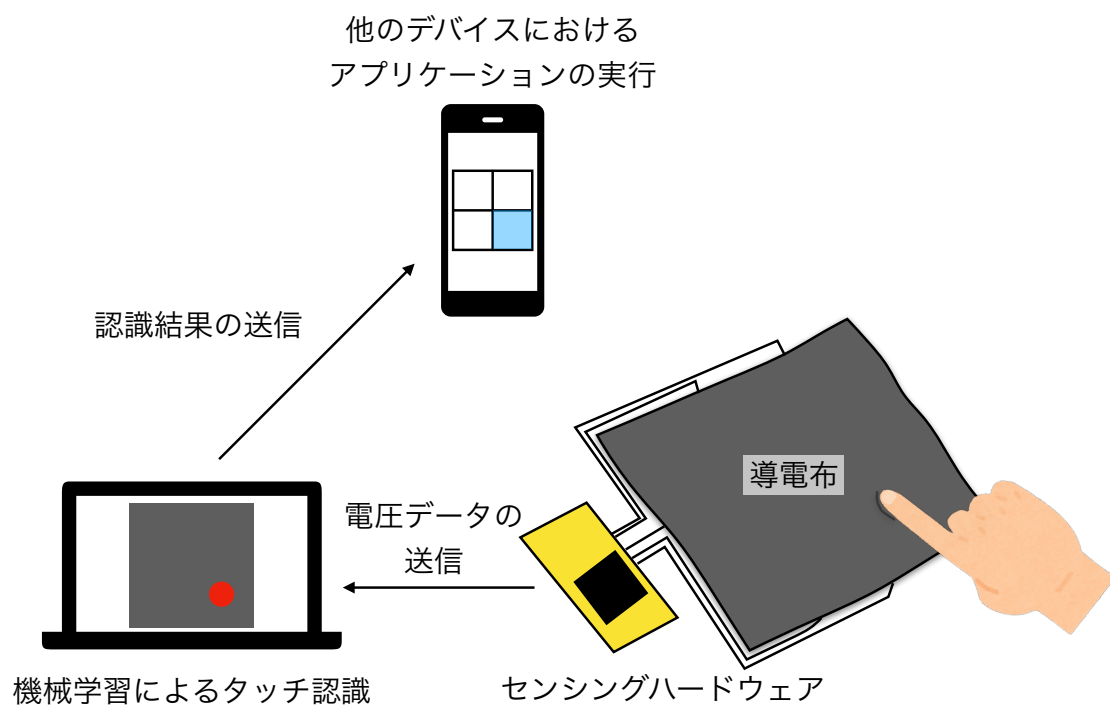 他のデバイスにおける
アプリケーションの実行
認識結果の送信
導電布
電圧データの
送信
機械学習によるタッチ認識
センシングハードウェア